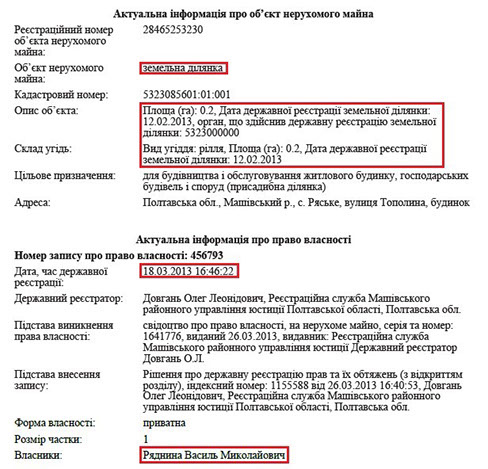 Актуальна інформація про об’єкт нерухомого майна
Реєстраційний номер об’єкта нерухомого майна: 28465253230
Об’єкт нерухомого майна: земельна ділянка
Кадастровий номер: 5323085601:01:001
Опис об’єкта: Площа (га): 0.2, Дата державної реєстрації земельної ділянки:
12.02.2013, орган, що здійснив державну реєстрацію земельної
ділянки: 5323000000
Склад угідь: Вид угіддя: рілля, Площа (га): 0.2, Дата державної реєстрації
земельної ділянки: 12.02.2013
Цільове призначення: для будівництва і обслуговування житлового будинку, господарських
будівель і споруд (присадибна ділянка)
Адреса: Полтавська обл., Машівський р., с. Ряське, вулиця Тополина, будинок
Актуальна інформація про право власності
Номер запису про право власності: 456793
Дата, час державної реєстрації: 18.03.2013 16:46:22
Державний реєстратор: Довгань Олег Леонідович, Реєстраційна служба Машівського
районного управління юстиції Полтавської області, Полтавська обл.
Підстава виникнення права власності: свідоцтво про право власності, на нерухоме майно, серія та номер:
1641776, виданий 26.03.2013, видавник: Реєстраційна служба
Машівського районного управління юстиції Державний реєстратор
Довгань О.Л.
Підстава внесення запису: Рішення про державну реєстрацію прав та їх обтяжень (з відкриттям
розділу), індексний номер: 1155588 від 26.03.2013 16:40:53, Довгань
Олег Леонідович, Реєстраційна служба Машівського районного
управління юстиції Полтавської області, Полтавська обл.
Форма власності: приватна
Розмір частки: 1
Власники: Ряднина Василь Миколайович